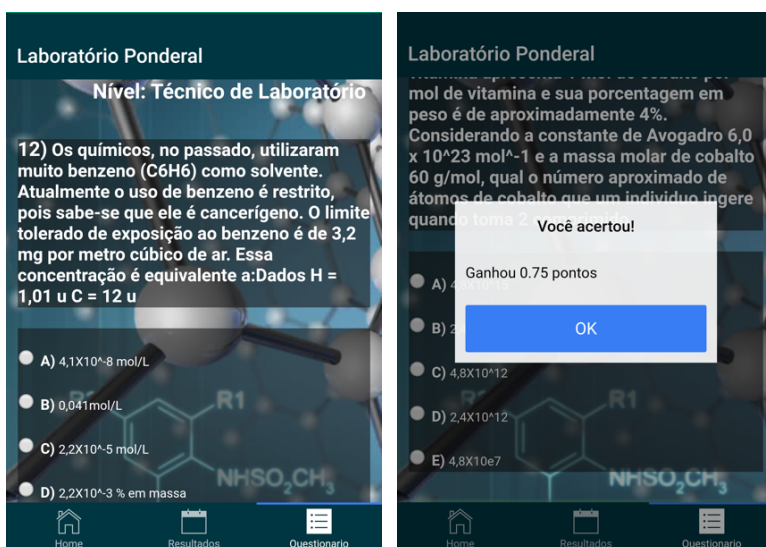 Laboratório Ponderal
Nível: Técnico de Laboratório
12) Os químicos, no passado, utilizaram
muito benzeno (C6H6) como solvente.
Atualmente o uso de benzeno é restrito,
pois sabe-se que ele é cancerígeno. O limite
tolerado de exposição ao benzeno é de 3,2
mg por metro cúbico de ar. Essa
concentração é equivalente a:Dados H =
1,01 u C = 12 u
A) 4,1X10^-8 mol/L
B) 0,041mol/L
C) 2,2X10^-5 mol/L
D) 2,2X10^-3 % em massa
R1
NHSO2CH3
Home
Resultados
Questionario
Laboratório Ponderal
mol de vitamina e sua porcentagem em
peso é de aproximadamente 4%.
Considerando a constante de Avogadro 6,0
x 10^23 mol^-1 e a massa molar de cobalto
60 g/mol, qual o número aproximado de
átomos de cobalto que um individuo ingere
quando toma 2 comprimido
Você acertou!
Ganhou 0.75 pontos
OK
A)
B)
C) 4,8X10^12
D) 2,4X10^12
E) 4,8X10e7
R1
NHSO2CH3
Home
Resultados
Questionario